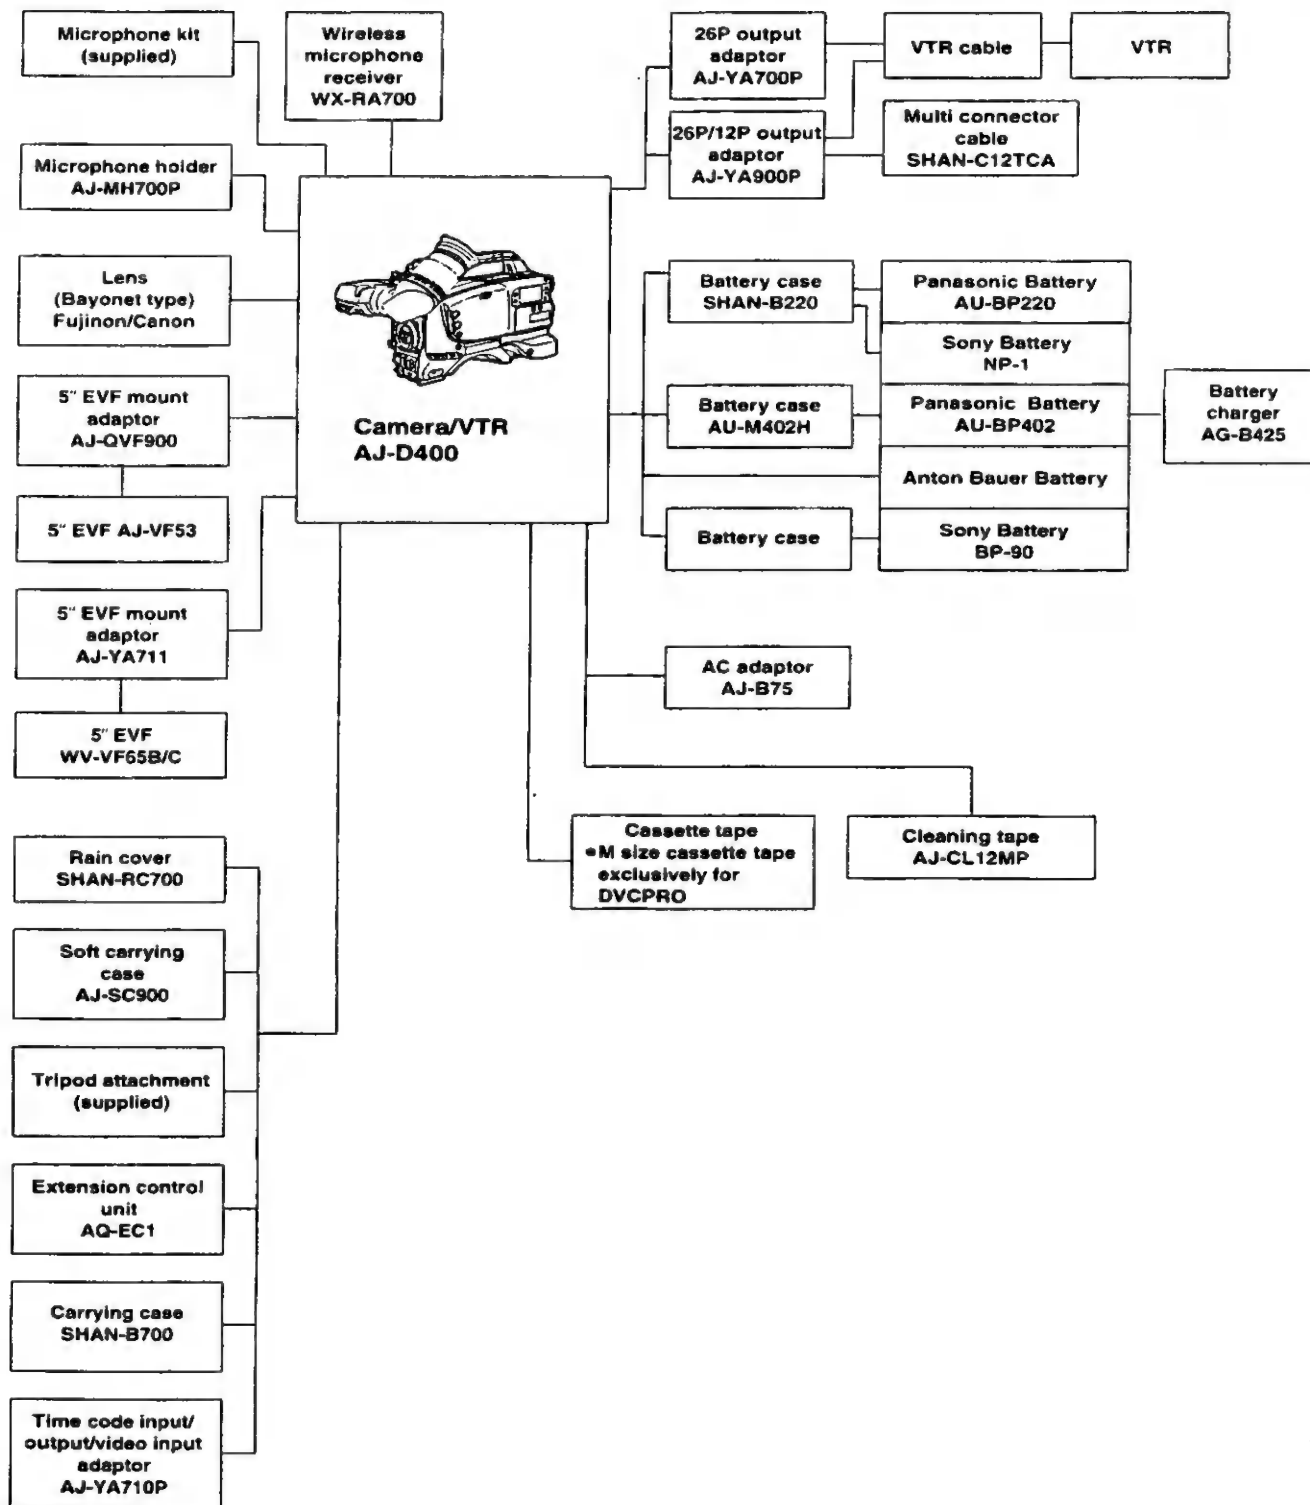 Microphone kit
(supplied)
Wireless
microphone
receiver
WX-RA700
26P output
adaptor
AJ-YA700P
VTR cable
VTR
26P/12P output
adaptor
AJ-YA900P
Multi connector
cable
SHAN-C12TCA
Microphone holder
AJ-MH700P
Lens
(Bayonet type)
Fujinon/Canon
5" EVF mount
adaptor
AJ-QVF900
5" EVF AJ-VF53
5" EVF mount
adaptor
AJ-YA711
5" EVF
WV-VF65B/C
Camera/VTR
AJ-D400
Battery case
SHAN-B220
Battery case
AU-M402H
Battery case
Panasonic Battery
AU-BP220
Sony Battery
NP-1
Panasonic Battery
AU-BP402
Anton Bauer Battery
Sony Battery
BP-90
Battery
charger
AG-B425
AC adaptor
AJ-B75
Cassette tape
•M size cassette tape
exclusively for
DVCPRO
Cleaning tape
AJ-CL12MP
Rain cover
SHAN-RC700
Soft carrying
case
AJ-SC900
Tripod attachment
(supplied)
Extension control
unit
AQ-EC1
Carrying case
SHAN-B700
Time code input/
output/video input
adaptor
AJ-YA710P